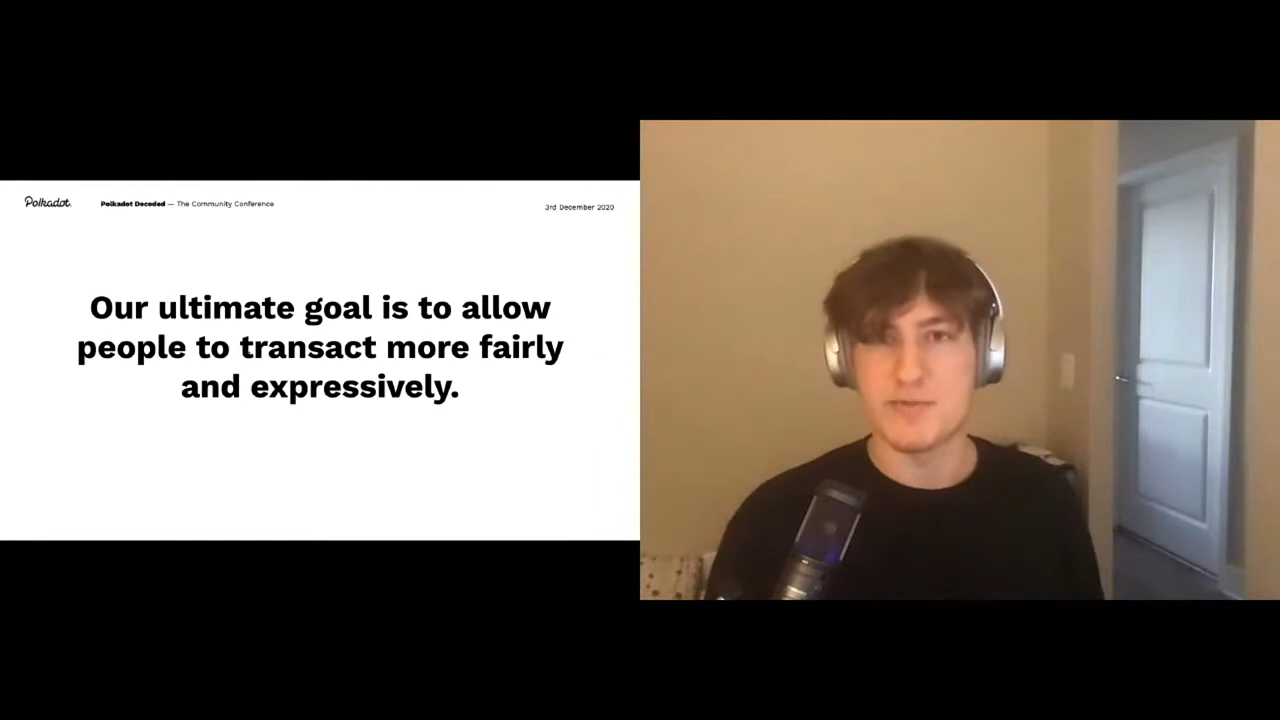 Polkadot.
Polkadot Decoded — The Community Conference
3rd December 2020
Our ultimate goal is to allow
people to transact more fairly
and expressively.